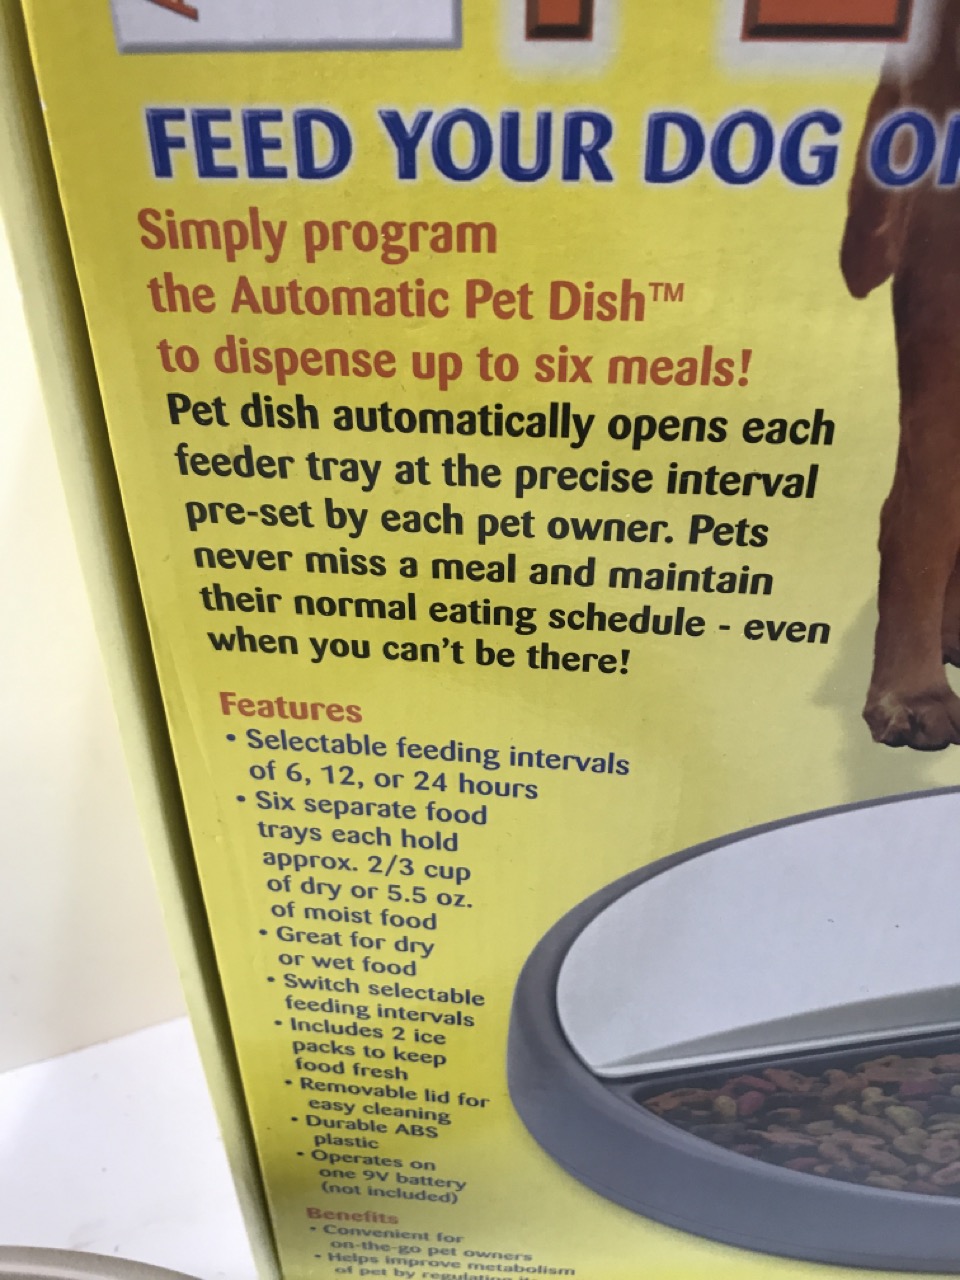 FEED YOUR DOG
Simply program
the Automatic Pet Dish™
to dispense up to six meals!
Pet dish automatically opens each
feeder tray at the precise interval
pre-set by each pet owner. Pets
never miss a meal and maintain
their normal eating schedule - even
when you can't be there!
Features
• Selectable feeding intervals
of 6, 12, or 24 hours
• Six separate food
trays each hold
approx. 2/3 cup
of dry or 5.5 oz.
of moist food
• Great for dry
or wet food
• Switch selectable
feeding intervals
• Includes 2 ice
packs to keep
food fresh
• Removable lid for
easy cleaning
• Durable ABS
plastic
• Operates on
one 9V battery
(not included)
Benefits
• Convenient for
on-the-go pet owners
• Helps improve metabolism
of pet by regulating